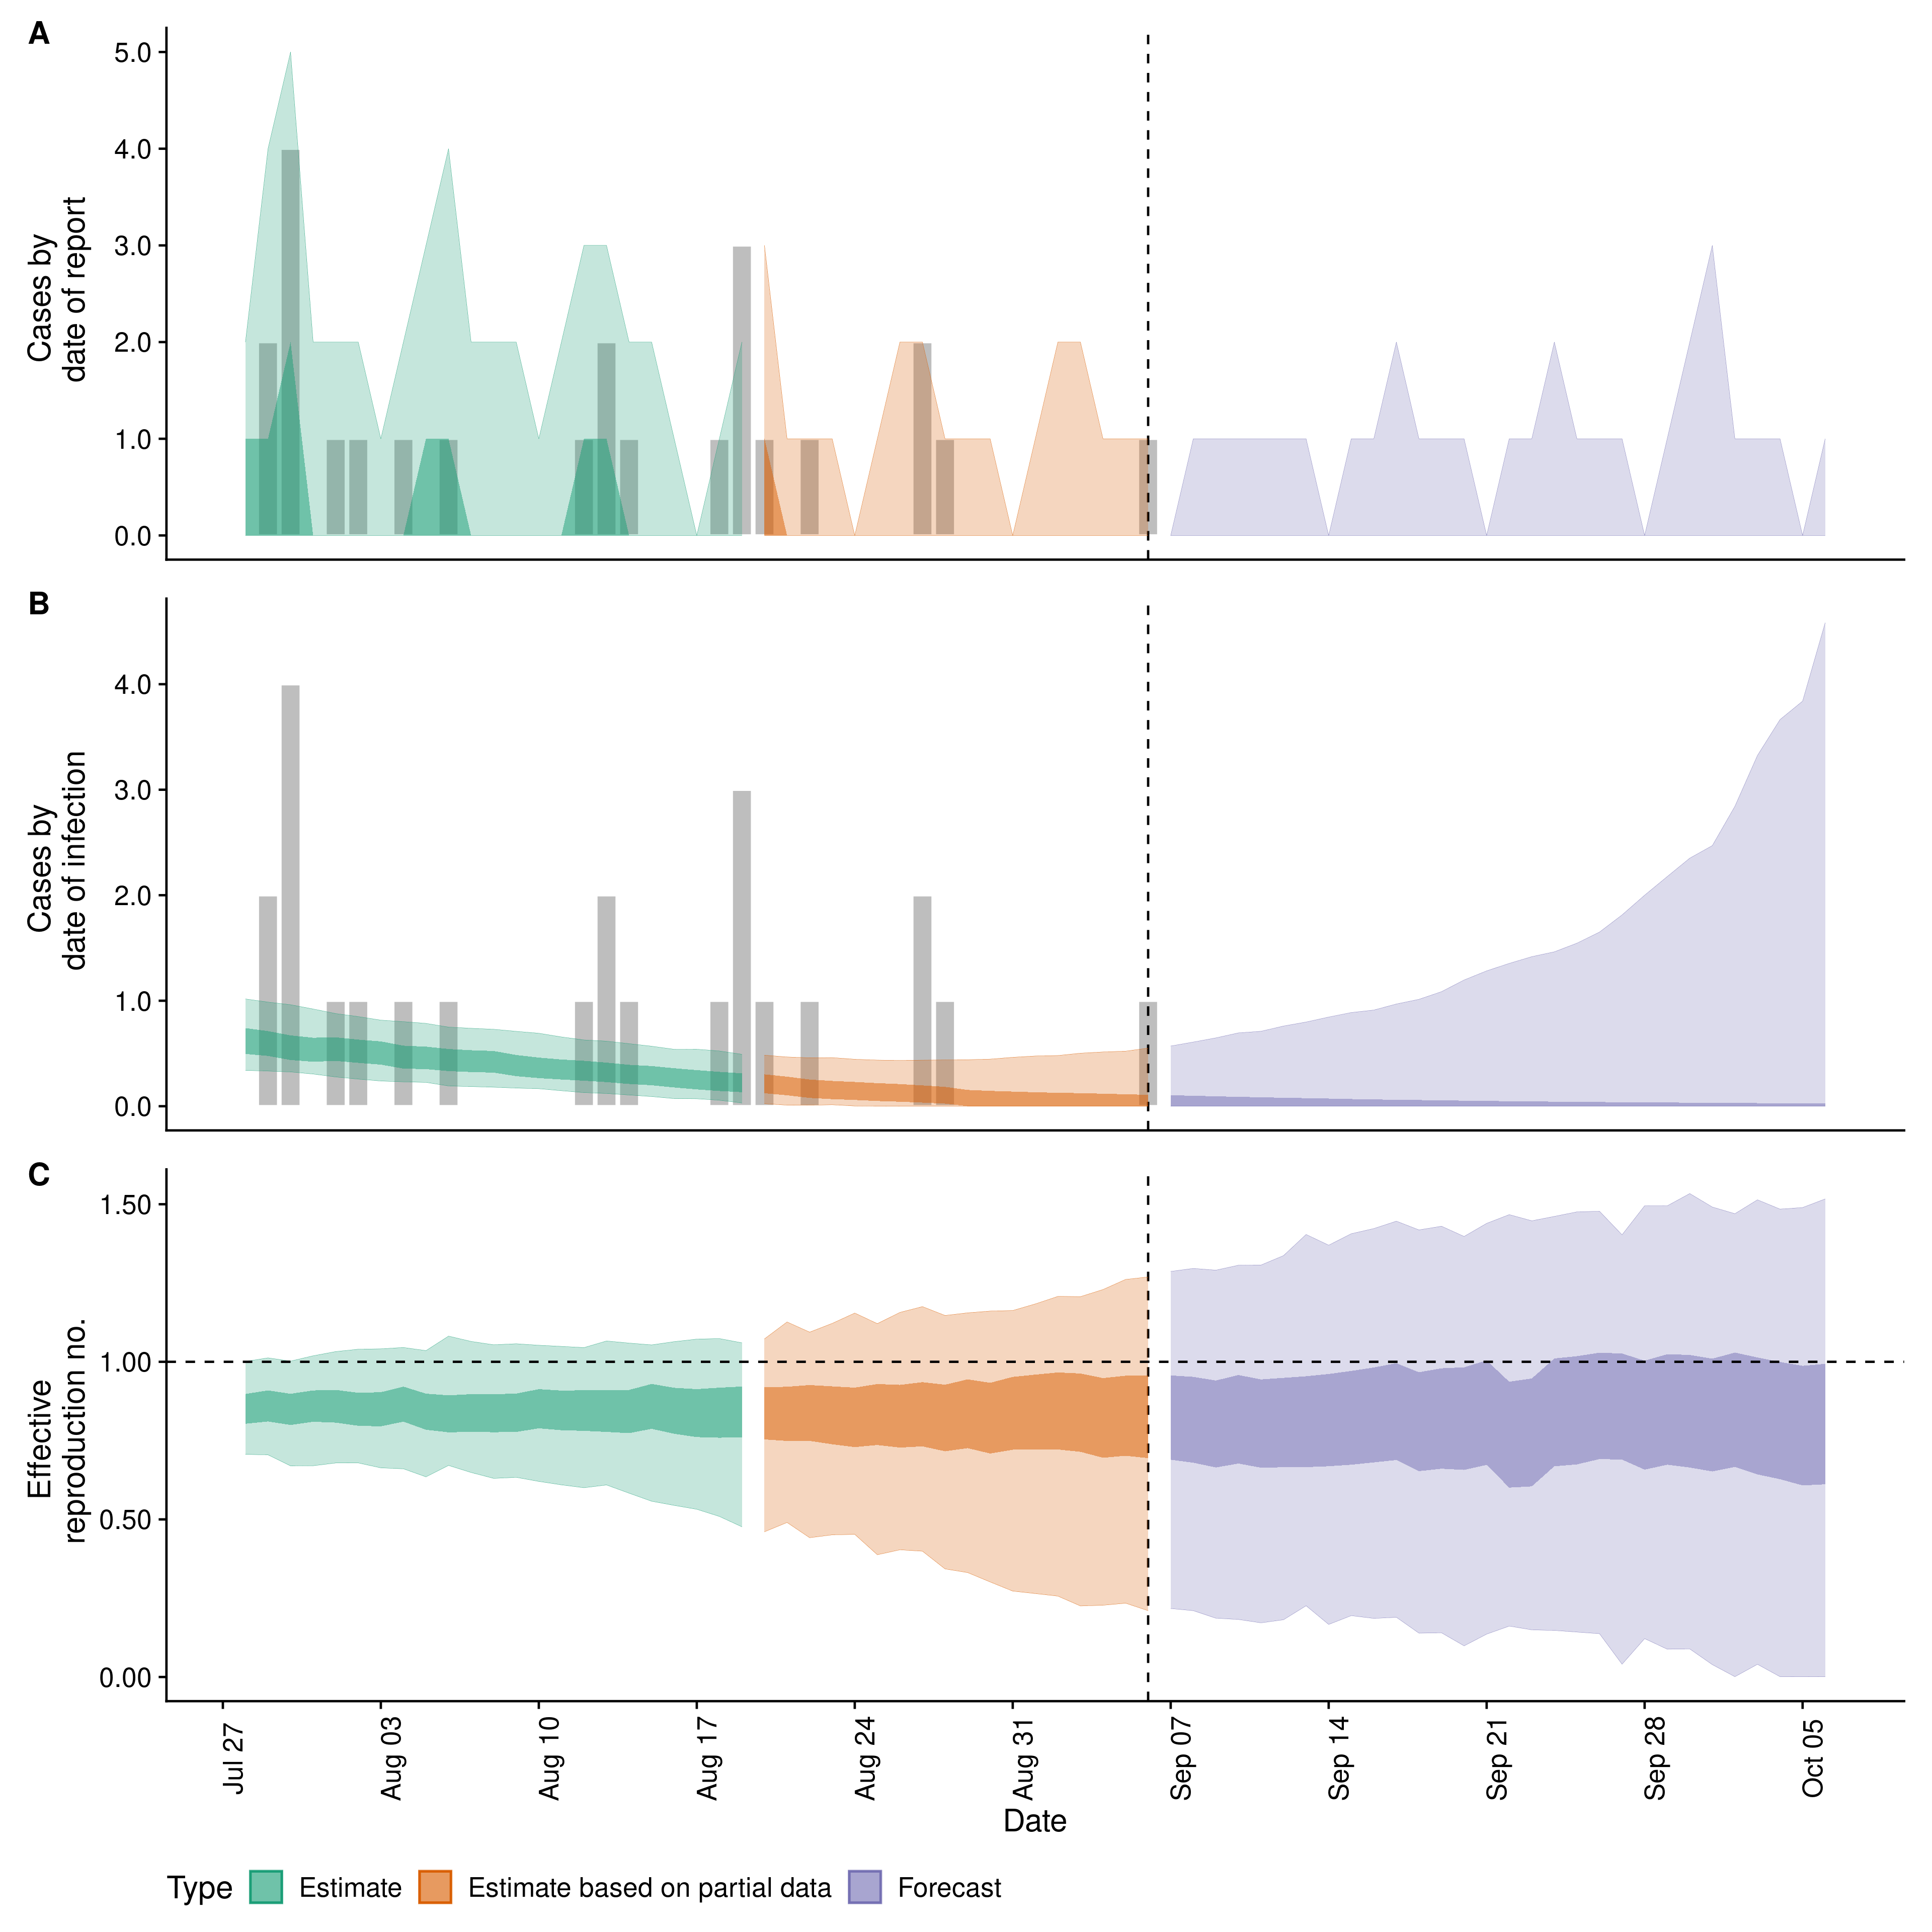 A
Cases by
date of report
5.0
4.0
3.0
2.0
1.0
0.0
B
Cases by
date of infection
4.0
3.0
2.0
1.0
0.0
C
Effective
reproduction no.
1.50
1.00
0.50
0.00
Jul 27
Aug 03
Aug 10
Aug 17
Aug 24
Aug 31
Sep 07
Sep 14
Sep 21
Sep 28
Oct 05
Date
Type Estimate Estimate based on partial data Forecast